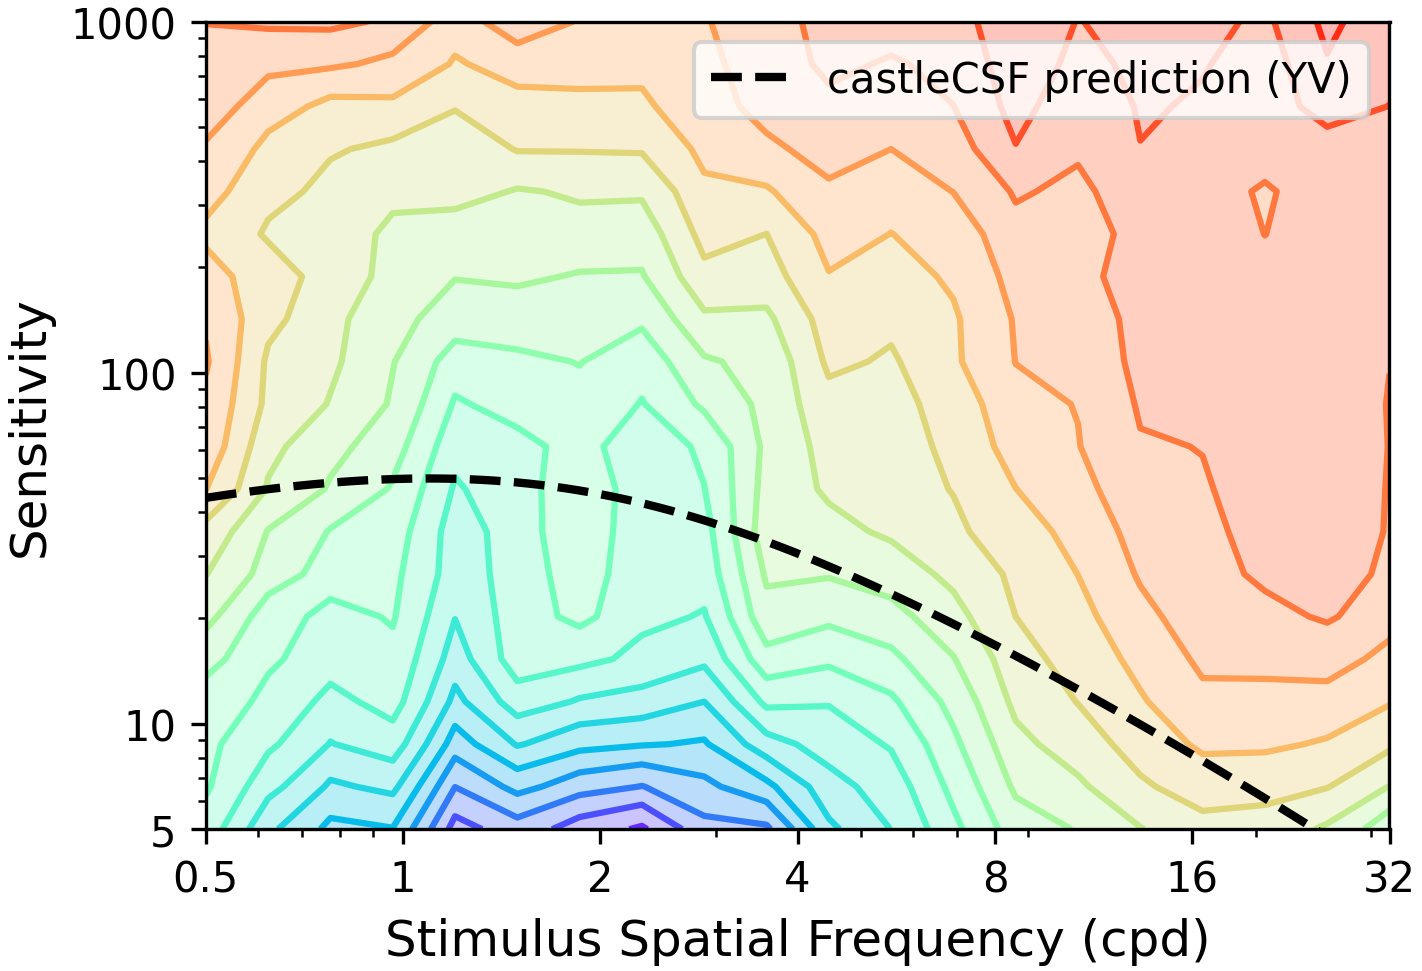 1000
100
10
5
Sensitivity
castleCSF prediction (YV)
0.5 1 2 4 8 16 32
Stimulus Spatial Frequency (cpd)